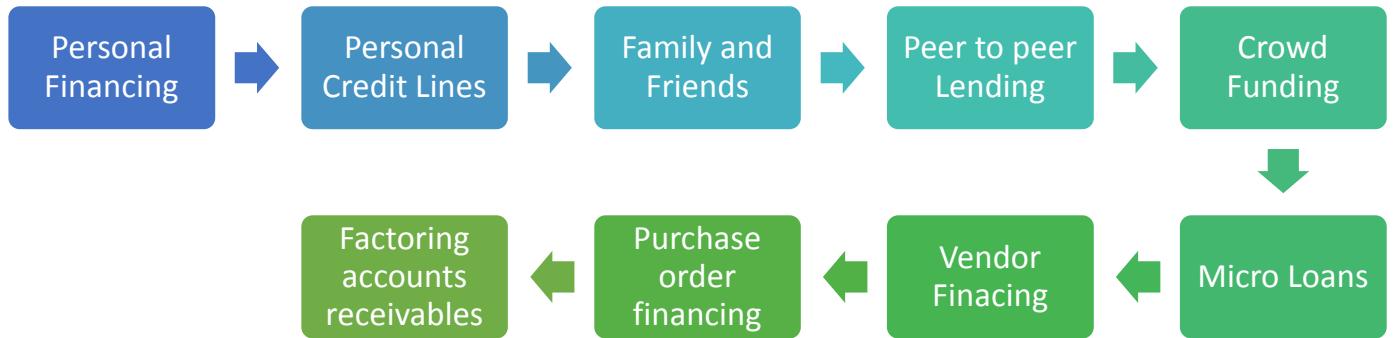 Personal
Financing
Personal
Credit Lines
Family and
Friends
Peer to peer
Lending
Crowd
Funding
Micro Loans
Vendor
Finacing
Purchase
order
financing
Factoring
accounts
receivables